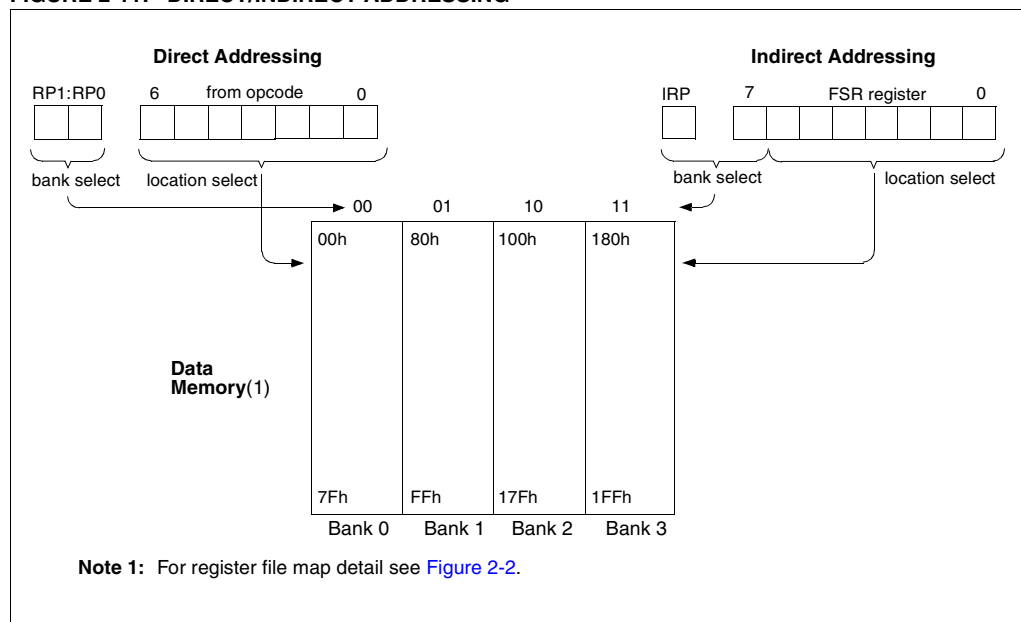 Direct Addressing
Indirect Addressing
RP1:RP0 6 from opcode 0
IRP 7 FSR register 0
bank select location select
bank select location select
00 01 10 11
00h 80h 100h 180h
Data
Memory(1)
7Fh FFh 17Fh 1FFh
Bank 0 Bank 1 Bank 2 Bank 3
Note 1: For register file map detail see Figure 2-2.